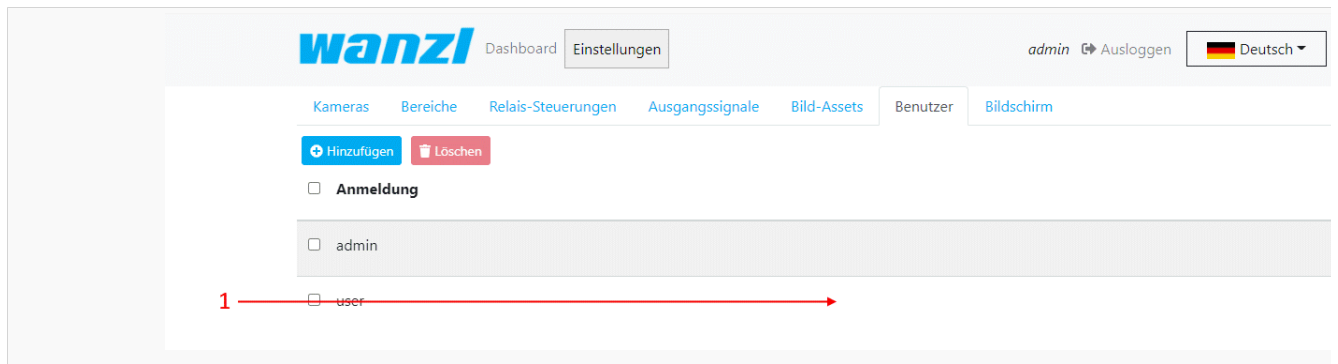 wanzl Dashboard Einstellungen admin Ausloggen Deutsch
Kameras Bereiche Relais-Steuerungen Ausgangssignale Bild-Assets Benutzer Bildschirm
Hinzufügen Löschen
Anmeldung
admin
1 user